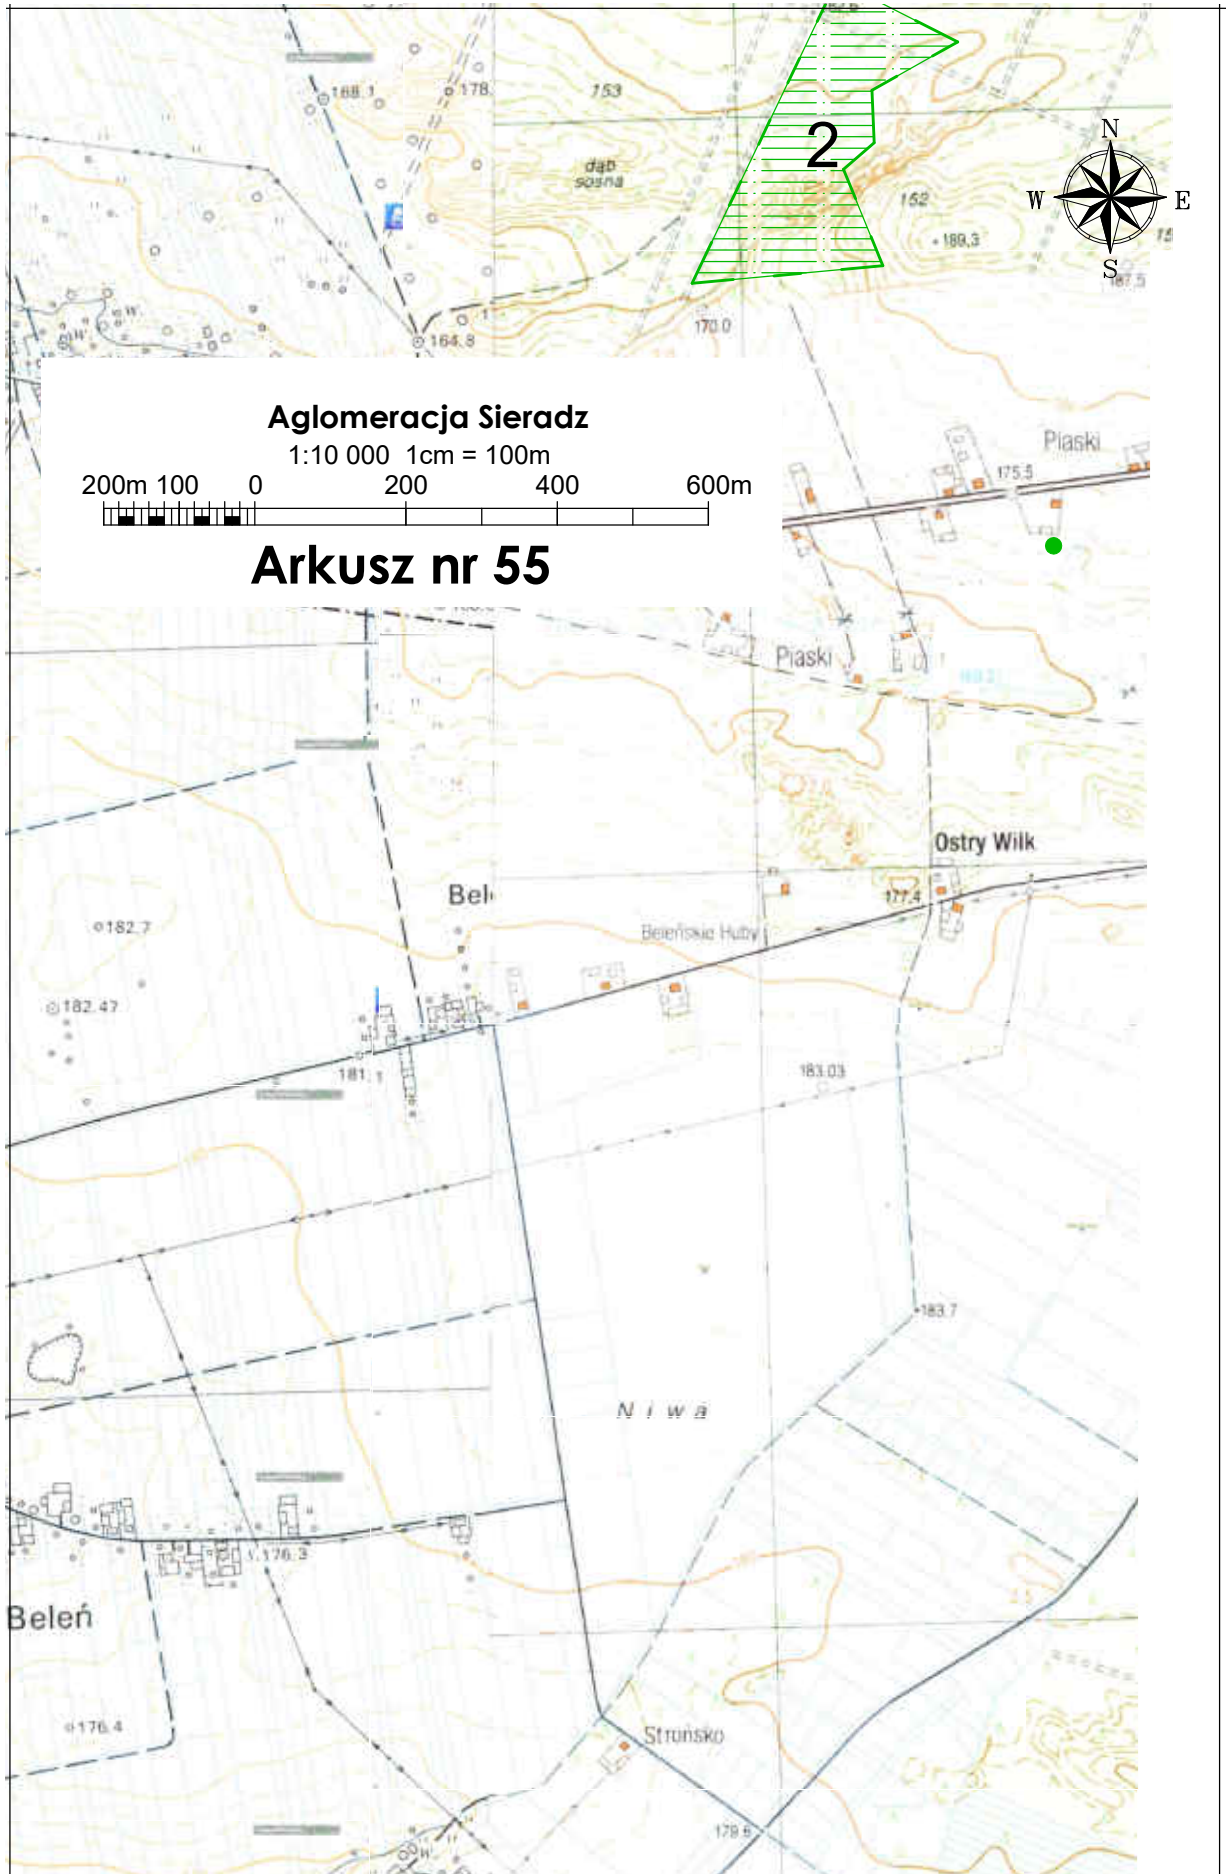 168.1
178.
153
2
dąb
sosna
152
N
W
E
S
189,3
187.5
170.0
164.8
Aglomeracja Sieradz
1:10 000 1cm = 100m
200m 100 0 200 400 600m
Arkusz nr 55
Piaski
175.5
Piaski
Ostry Wilk
177.4
Bel
Beleńskie Huby
182.7
182.47
181.1
183.03
183.7
Niwa
176.3
Beleń
176.4
Strońsko
179.6